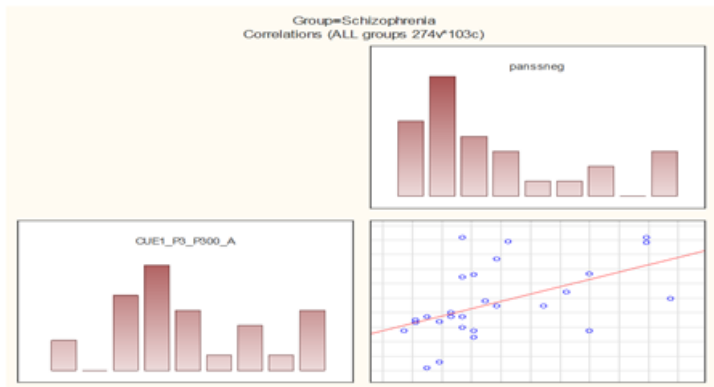 Group=Schizophrenia
Correlations (ALL groups 274v*103c)
panssneg
CUE1_P3_P300_A